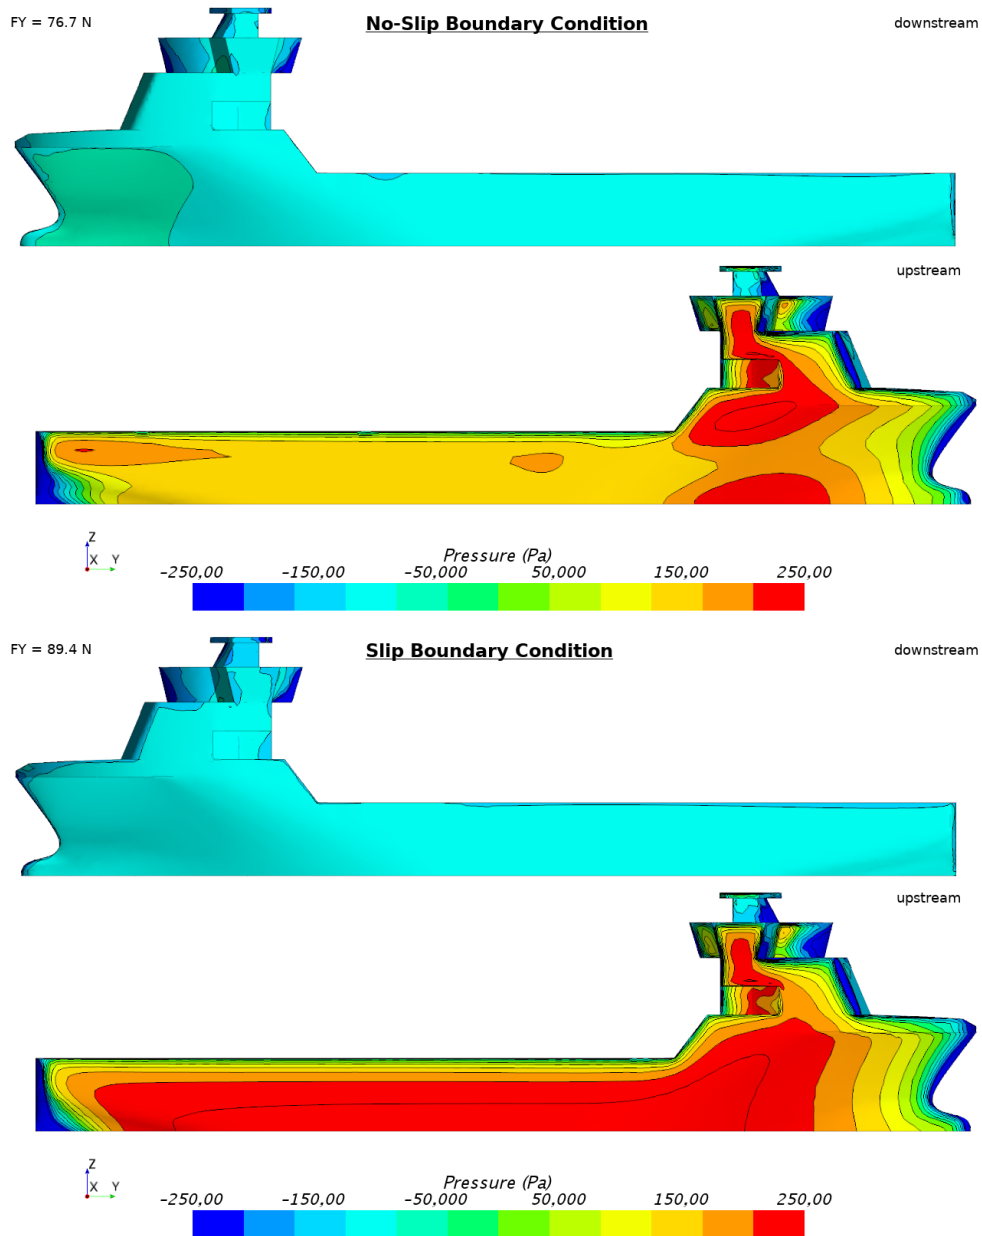 FY = 76.7 N
No-Slip Boundary Condition
downstream
upstream
Z
X Y
Pressure (Pa)
-250,00 -150,00 -50,000 50,000 150,00 250,00
FY = 89.4 N
Slip Boundary Condition
downstream
upstream
Z
X Y
Pressure (Pa)
-250,00 -150,00 -50,000 50,000 150,00 250,00